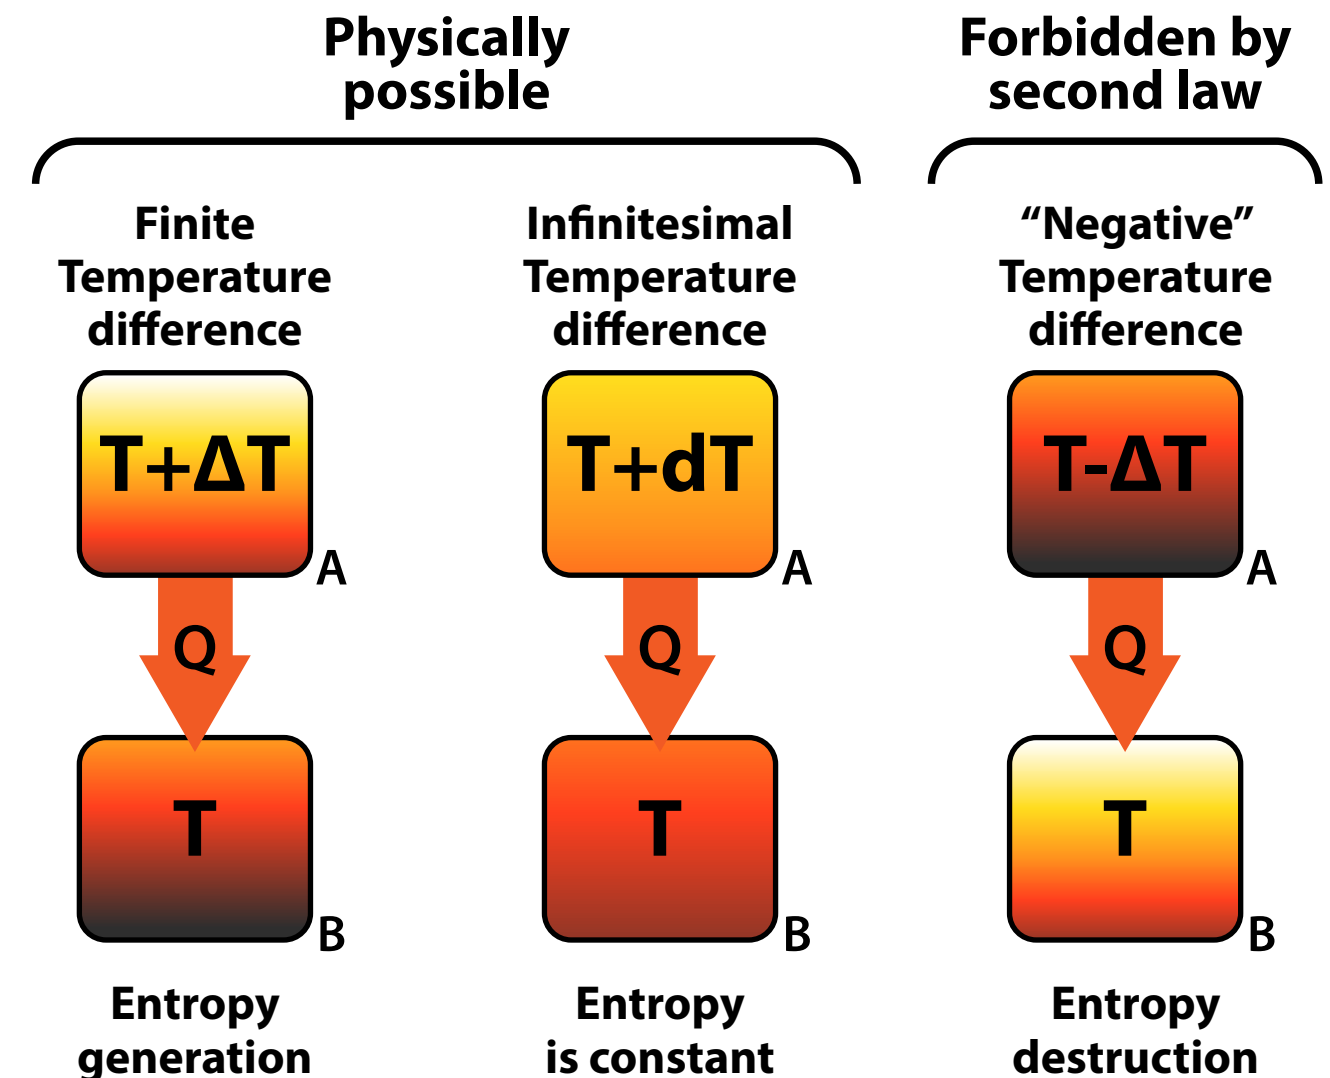 Physically
possible
Forbidden by
second law
Finite
Temperature
difference
Infinitesimal
Temperature
difference
“Negative”
Temperature
difference
T+ΔT
A
T+dT
A
T-ΔT
A
Q
Q
Q
T
B
T
B
T
B
Entropy
generation
Entropy
is constant
Entropy
destruction